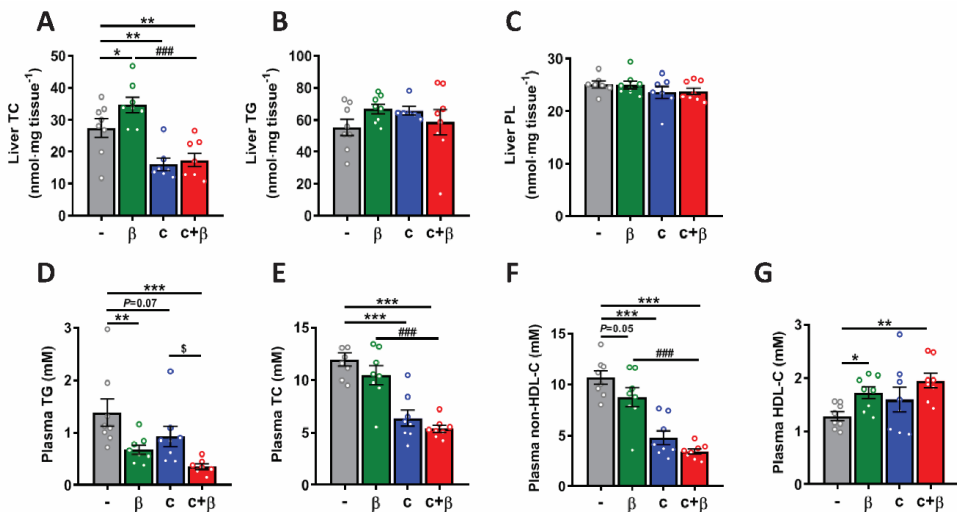 A
**
**
*
###
Liver TC
(nmol·mg tissue⁻¹)
50
40
30
20
10
0
- β c c+β
B
Liver TG
(nmol·mg tissue⁻¹)
100
80
60
40
20
0
- β c c+β
C
Liver PL
(nmol·mg tissue⁻¹)
30
20
10
0
- β c c+β
D
***
P=0.07
**
$
Plasma TG (mM)
3
2
1
0
- β c c+β
E
***
***
###
Plasma TC (mM)
15
10
5
0
- β c c+β
F
***
***
P=0.05
###
Plasma non-HDL-C (mM)
15
10
5
0
- β c c+β
G
**
*
Plasma HDL-C (mM)
3
2
1
0
- β c c+β